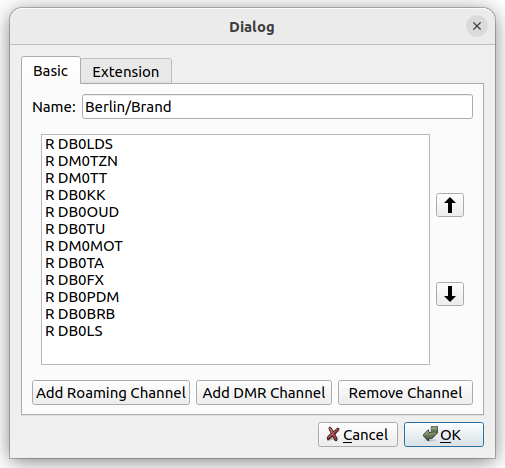 Dialog
Basic Extension
Name: Berlin/Brand
R DB0LDS
R DM0TZN
R DM0TT
R DB0KK
R DB0OUD
R DB0TU
R DM0MOT
R DB0TA
R DB0FX
R DB0PDM
R DB0BRB
R DB0LS
Add Roaming Channel Add DMR Channel Remove Channel
Cancel OK